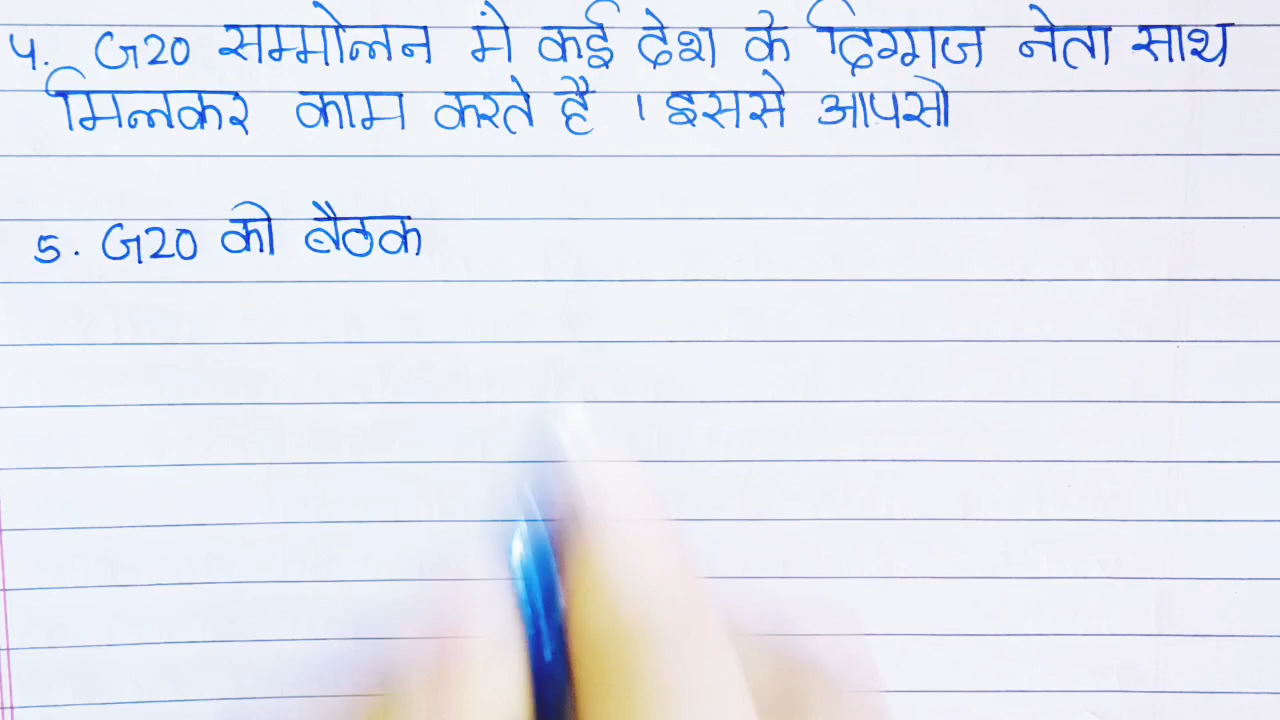 4. G20 सम्मोलन मे कई देश के दिग्गज नेता साथ
मिलकर काम करते है । इससे आपसो
5. G20 को बैठक